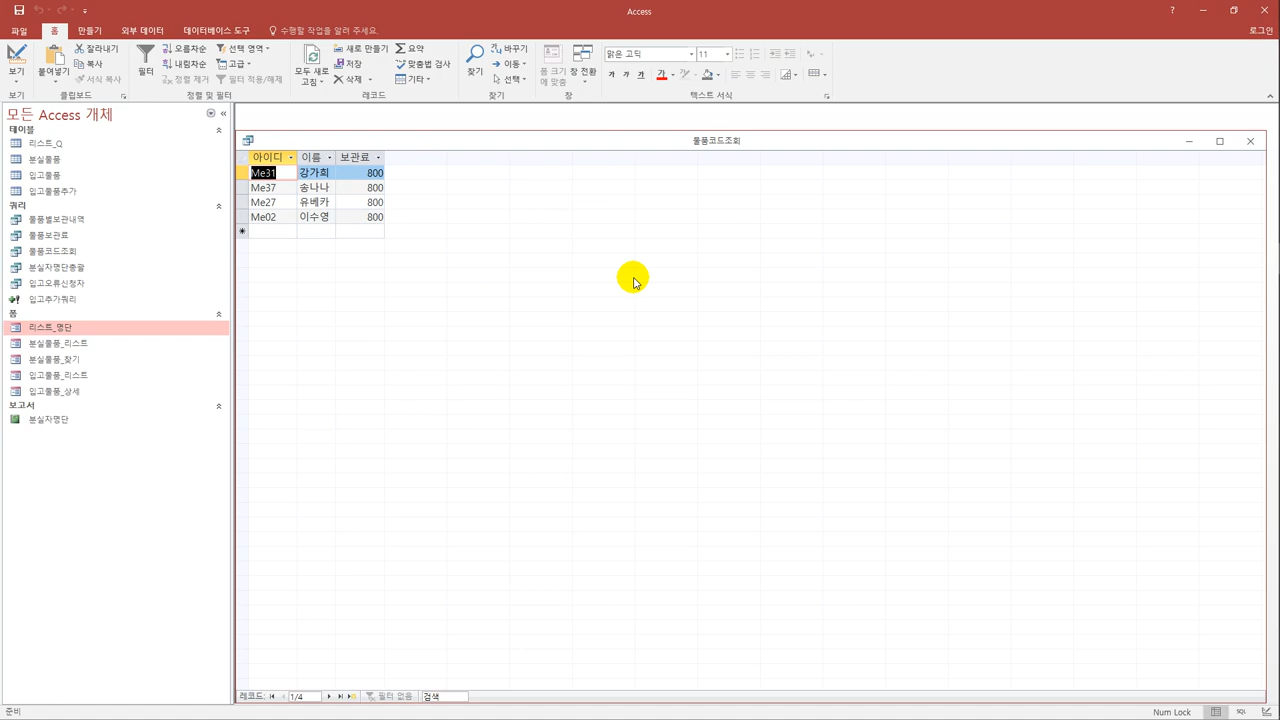 Access
로그인
파일 홈 만들기 외부 데이터 데이터베이스 도구 수행할 작업을 알려 주세요.
보기
붙여넣기
잘라내기
복사
서식 복사
클립보드
필터
오름차순
내림차순
정렬 제거
선택 영역
고급
필터 적용/해제
정렬 및 필터
모두 새로
고침
새로 만들기
저장
삭제
요약
맞춤법 검사
기타
레코드
찾기
바꾸기
이동
선택
찾기
폼 크기
에 맞춤
창 전환
창
맑은 고딕 11
가 가 가 가
텍스트 서식
모든 Access 개체
테이블
리스트_Q
분실물품
입고물품
입고물품추가
쿼리
물품별보관내역
물품보관료
물품코드조회
분실자명단총괄
입고오류신청자
입고추가쿼리
폼
리스트_명단
분실물품_리스트
분실물품_찾기
입고물품_리스트
입고물품_상세
보고서
분실자명단
물품코드조회
아이디 이름 보관료
Me31 강가희 800
Me37 송나나 800
Me27 유베카 800
Me02 이수영 800
레코드: 1/4 필터 없음 검색
준비
Num Lock
SQL